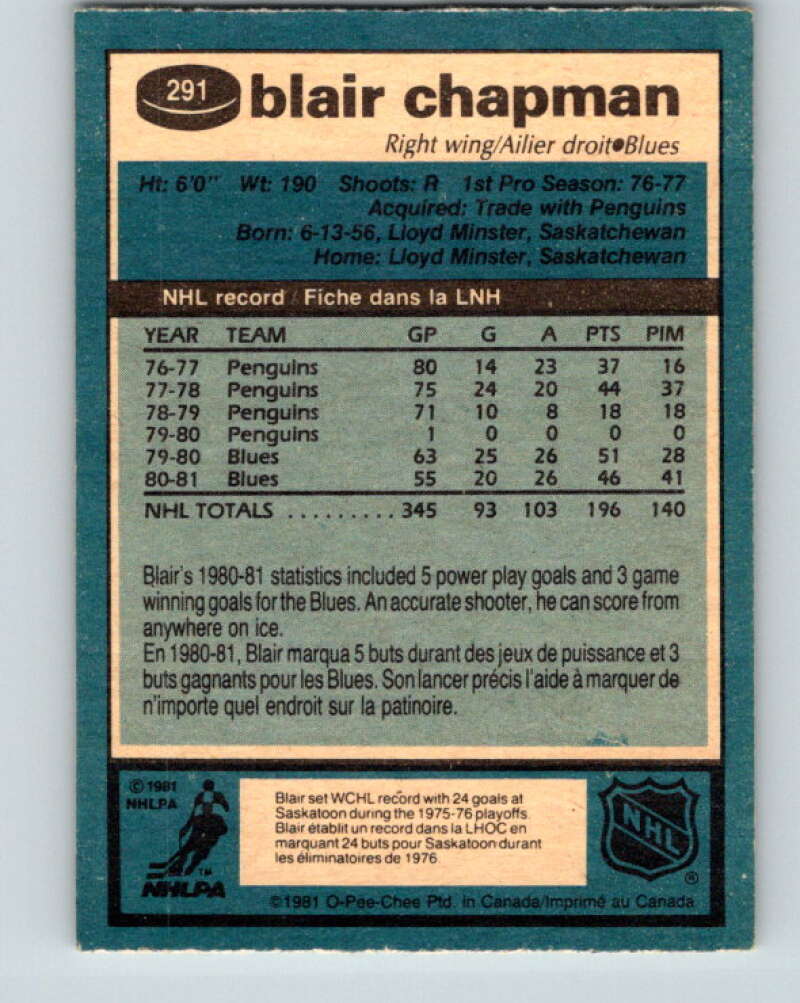 291 blair chapman
Right wing/Ailier droit•Blues
Ht: 6'0" Wt: 190 Shoots: R 1st Pro Season: 76-77
Acquired: Trade with Penguins
Born: 6-13-56, Lloyd Minster, Saskatchewan
Home: Lloyd Minster, Saskatchewan
NHL record / Fiche dans la LNH
YEAR TEAM GP G A PTS PIM
76-77 Penguins 80 14 23 37 16
77-78 Penguins 75 24 20 44 37
78-79 Penguins 71 10 8 18 18
79-80 Penguins 1 0 0 0 0
79-80 Blues 63 25 26 51 28
80-81 Blues 55 20 26 46 41
NHL TOTALS ......... 345 93 103 196 140
Blair's 1980-81 statistics included 5 power play goals and 3 game
winning goals for the Blues. An accurate shooter, he can score from
anywhere on ice.
En 1980-81, Blair marqua 5 buts durant des jeux de puissance et 3
buts gagnants pour les Blues. Son lancer précis l'aide à marquer de
n'importe quel endroit sur la patinoire.
© 1981
NHLPA
NHLPA
TM
Blair set WCHL record with 24 goals at
Saskatoon during the 1975-76 playoffs.
Blair établit un record dans la LHOC en
marquant 24 buts pour Saskatoon durant
les éliminatoires de 1976.
NHL
®
©1981 O-Pee-Chee Ptd. in Canada/Imprimé au Canada